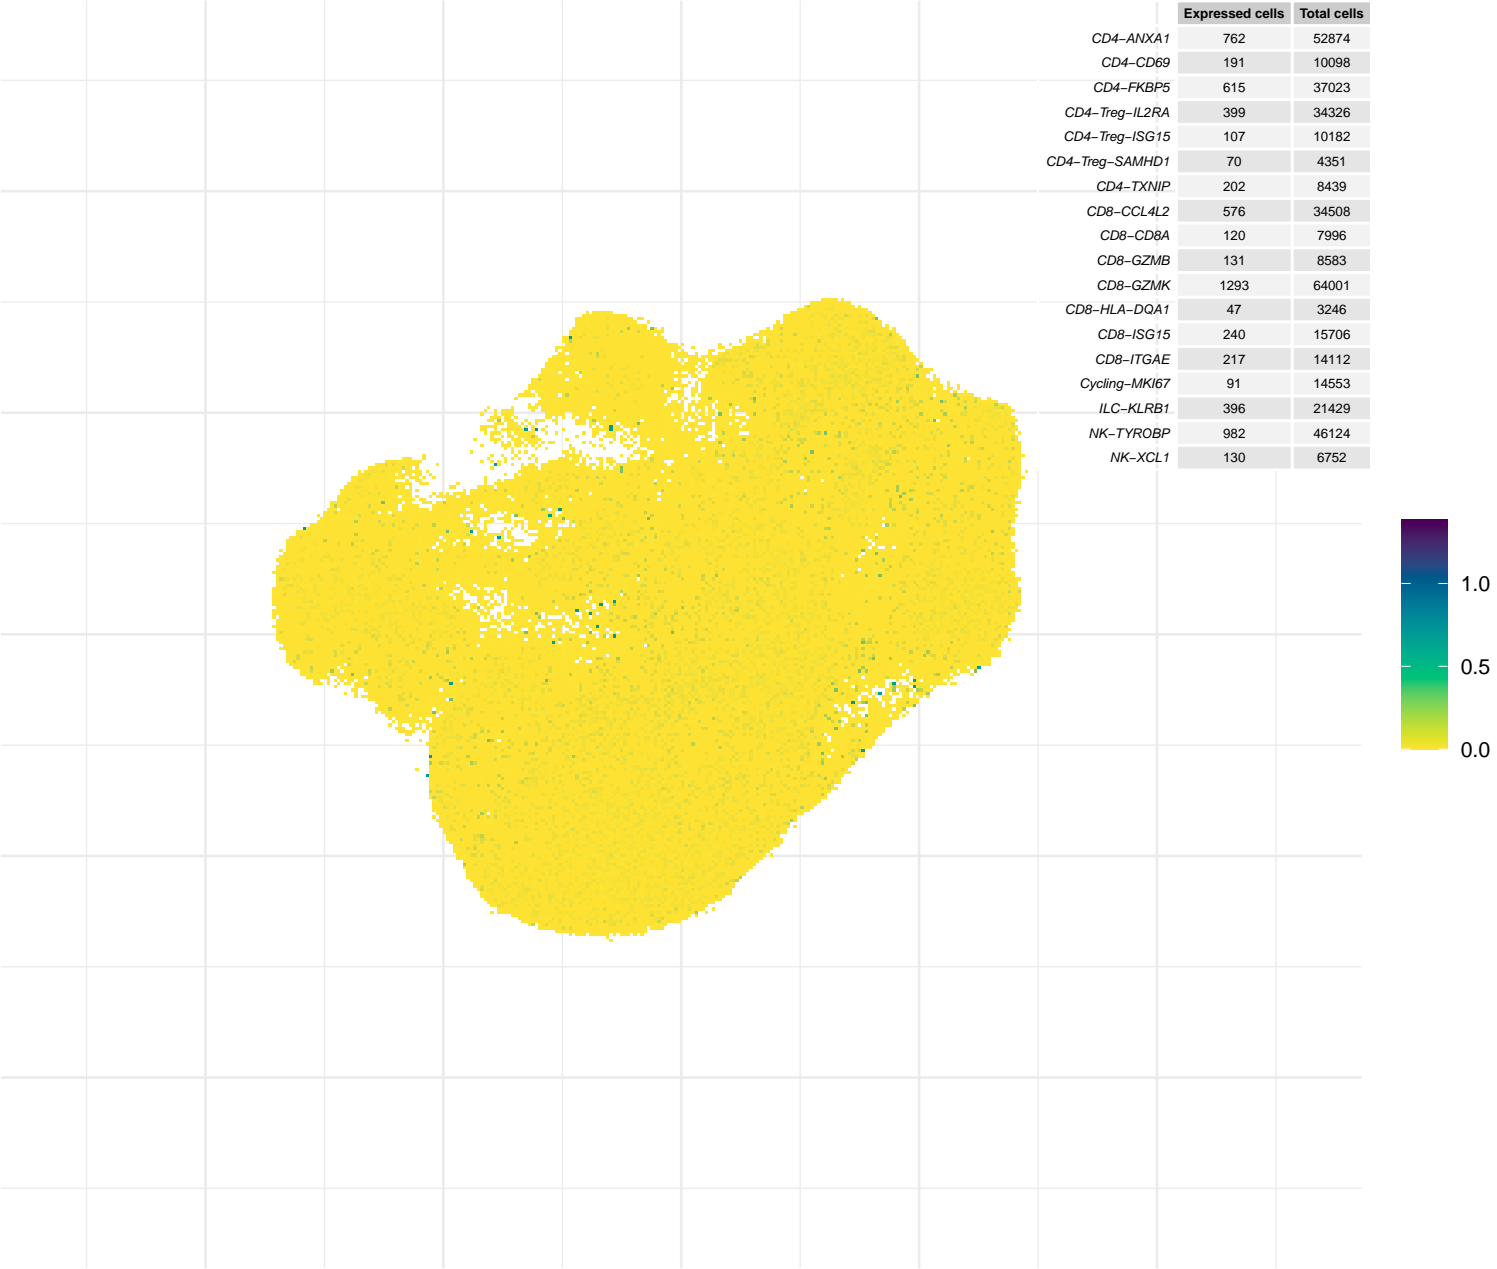 Expressed cells Total cells
CD4−ANXA1 762 52874
CD4−CD69 191 10098
CD4−FKBP5 615 37023
CD4−Treg−IL2RA 399 34326
CD4−Treg−ISG15 107 10182
CD4−Treg−SAMHD1 70 4351
CD4−TXNIP 202 8439
CD8−CCL4L2 576 34508
CD8−CD8A 120 7996
CD8−GZMB 131 8583
CD8−GZMK 1293 64001
CD8−HLA−DQA1 47 3246
CD8−ISG15 240 15706
CD8−ITGAE 217 14112
Cycling−MKI67 91 14553
ILC−KLRB1 396 21429
NK−TYROBP 982 46124
NK−XCL1 130 6752
1.0
0.5
0.0